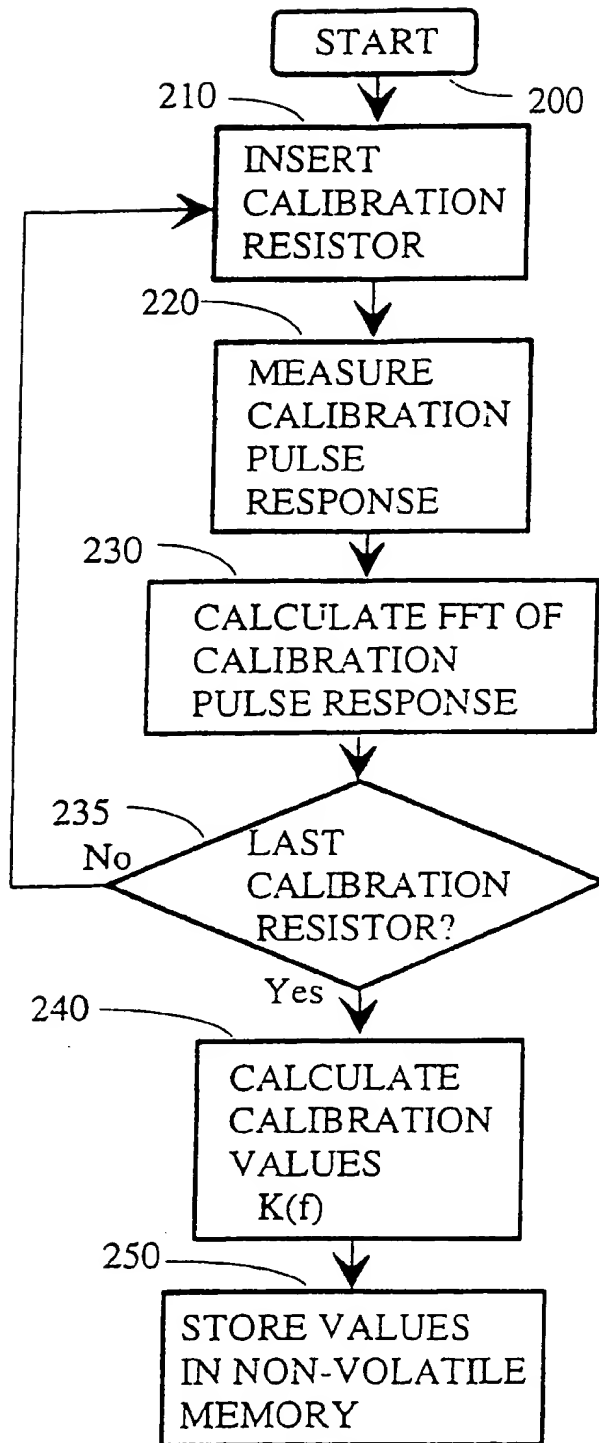 START
200
210
INSERT
CALIBRATION
RESISTOR
220
MEASURE
CALIBRATION
PULSE
RESPONSE
230
CALCULATE FFT OF
CALIBRATION
PULSE RESPONSE
235
No
LAST
CALIBRATION
RESISTOR?
Yes
240
CALCULATE
CALIBRATION
VALUES
K(f)
250
STORE VALUES
IN NON-VOLATILE
MEMORY